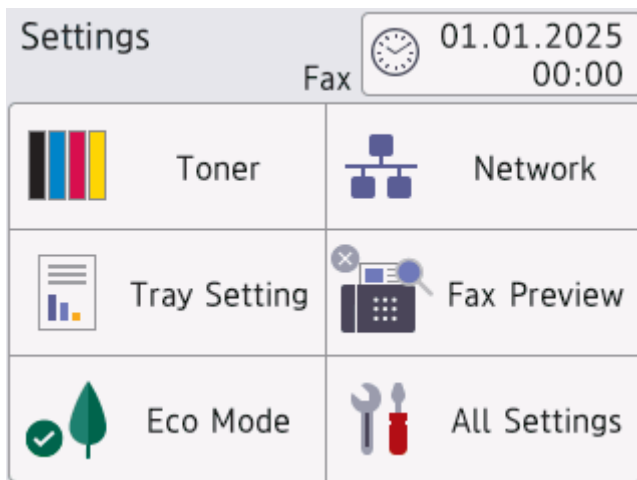 Settings
Fax
01.01.2025
00:00
Toner
Network
Tray Setting
Fax Preview
Eco Mode
All Settings